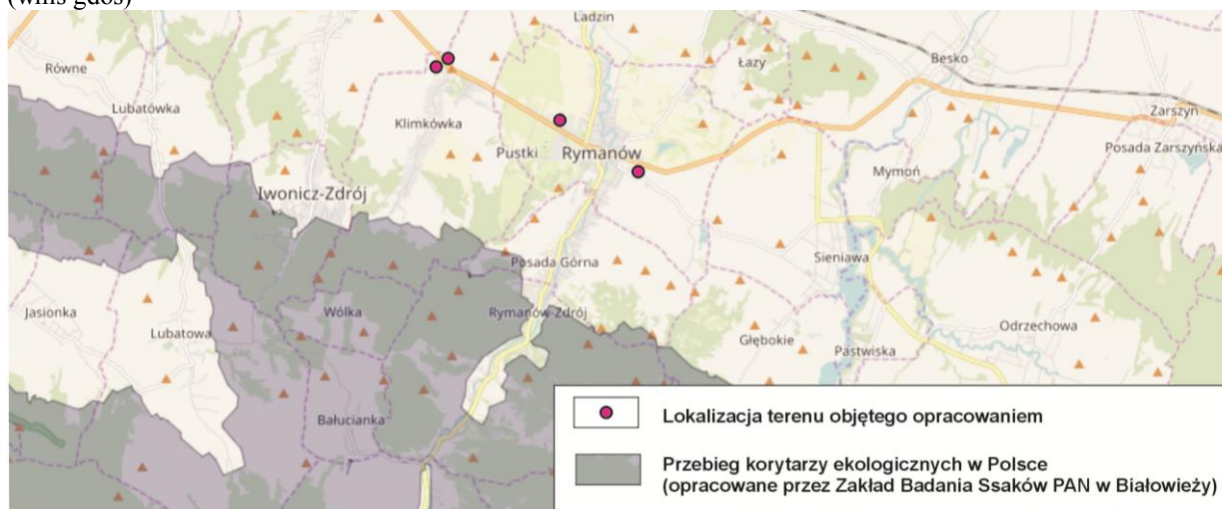 (wms gdoś)
Ladzin
Równe
Łazy
Besko
Lubatówka
Zarszyn
Klimkówka
Pustki
Rymanów
Posada Zarszyńska
Mymoń
Iwonicz-Zdrój
Posada Górna
Sieniawa
Jasionka
Wólka
Rymanów-Zdrój
Lubatowa
Głębokie
Pastwiska
Odrzechowa
Bałucianka
Lokalizacja terenu objętego opracowaniem
Przebieg korytarzy ekologicznych w Polsce
(opracowane przez Zakład Badania Ssaków PAN w Białowieży)